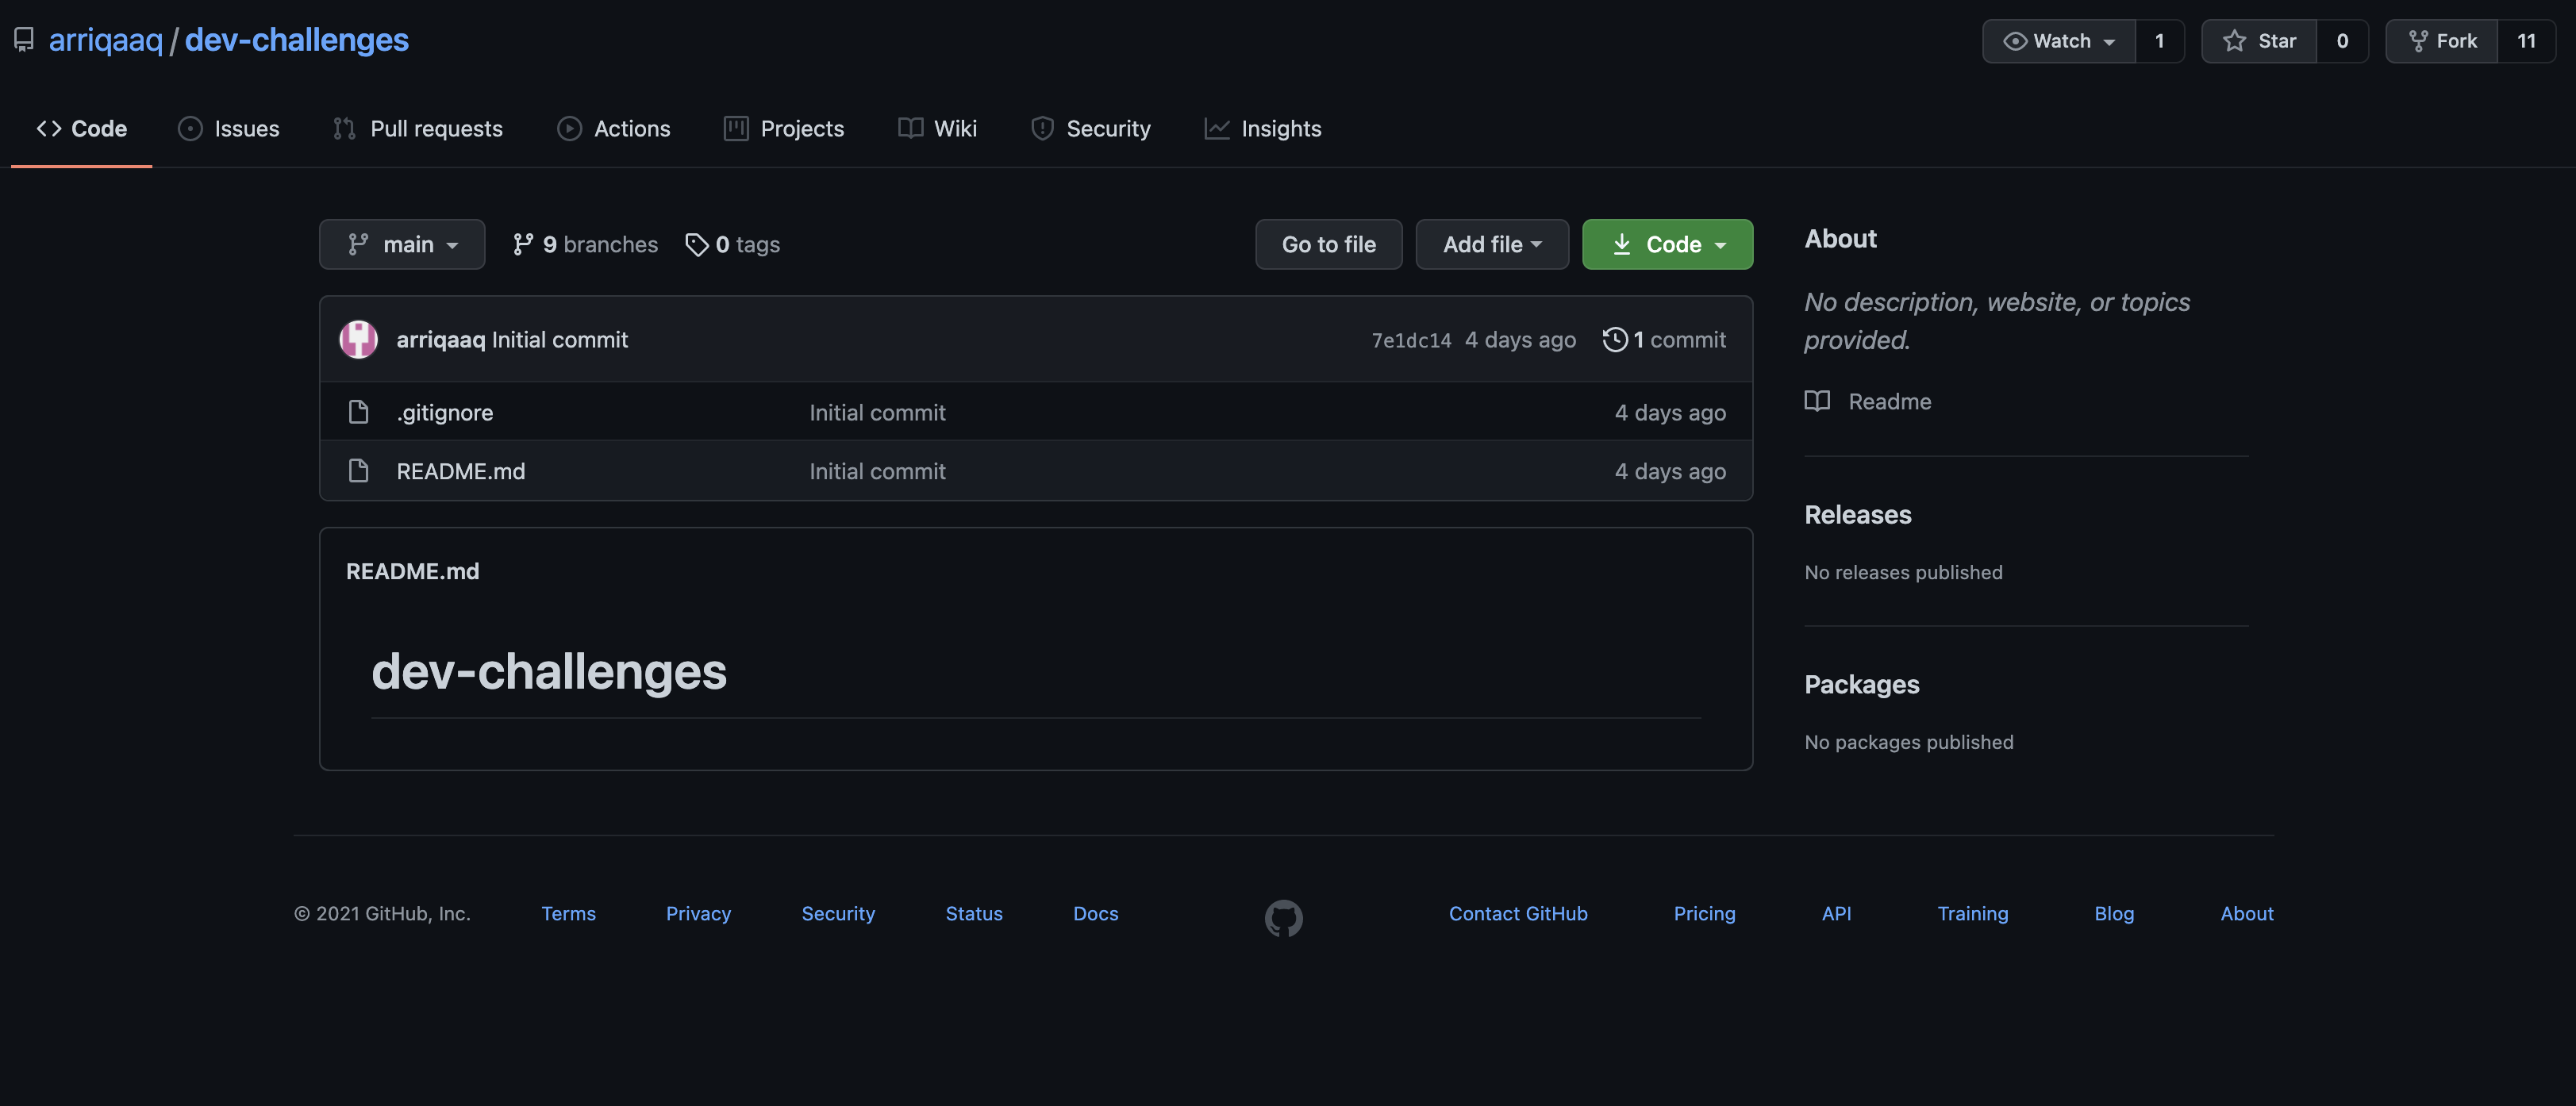 arriqaaq / dev-challenges
Watch 1 Star 0 Fork 11
Code Issues Pull requests Actions Projects Wiki Security Insights
main 9 branches 0 tags Go to file Add file Code
arriqaaq Initial commit 7e1dc14 4 days ago 1 commit
.gitignore Initial commit 4 days ago
README.md Initial commit 4 days ago
README.md
dev-challenges
About
No description, website, or topics
provided.
Readme
Releases
No releases published
Packages
No packages published
© 2021 GitHub, Inc. Terms Privacy Security Status Docs Contact GitHub Pricing API Training Blog About